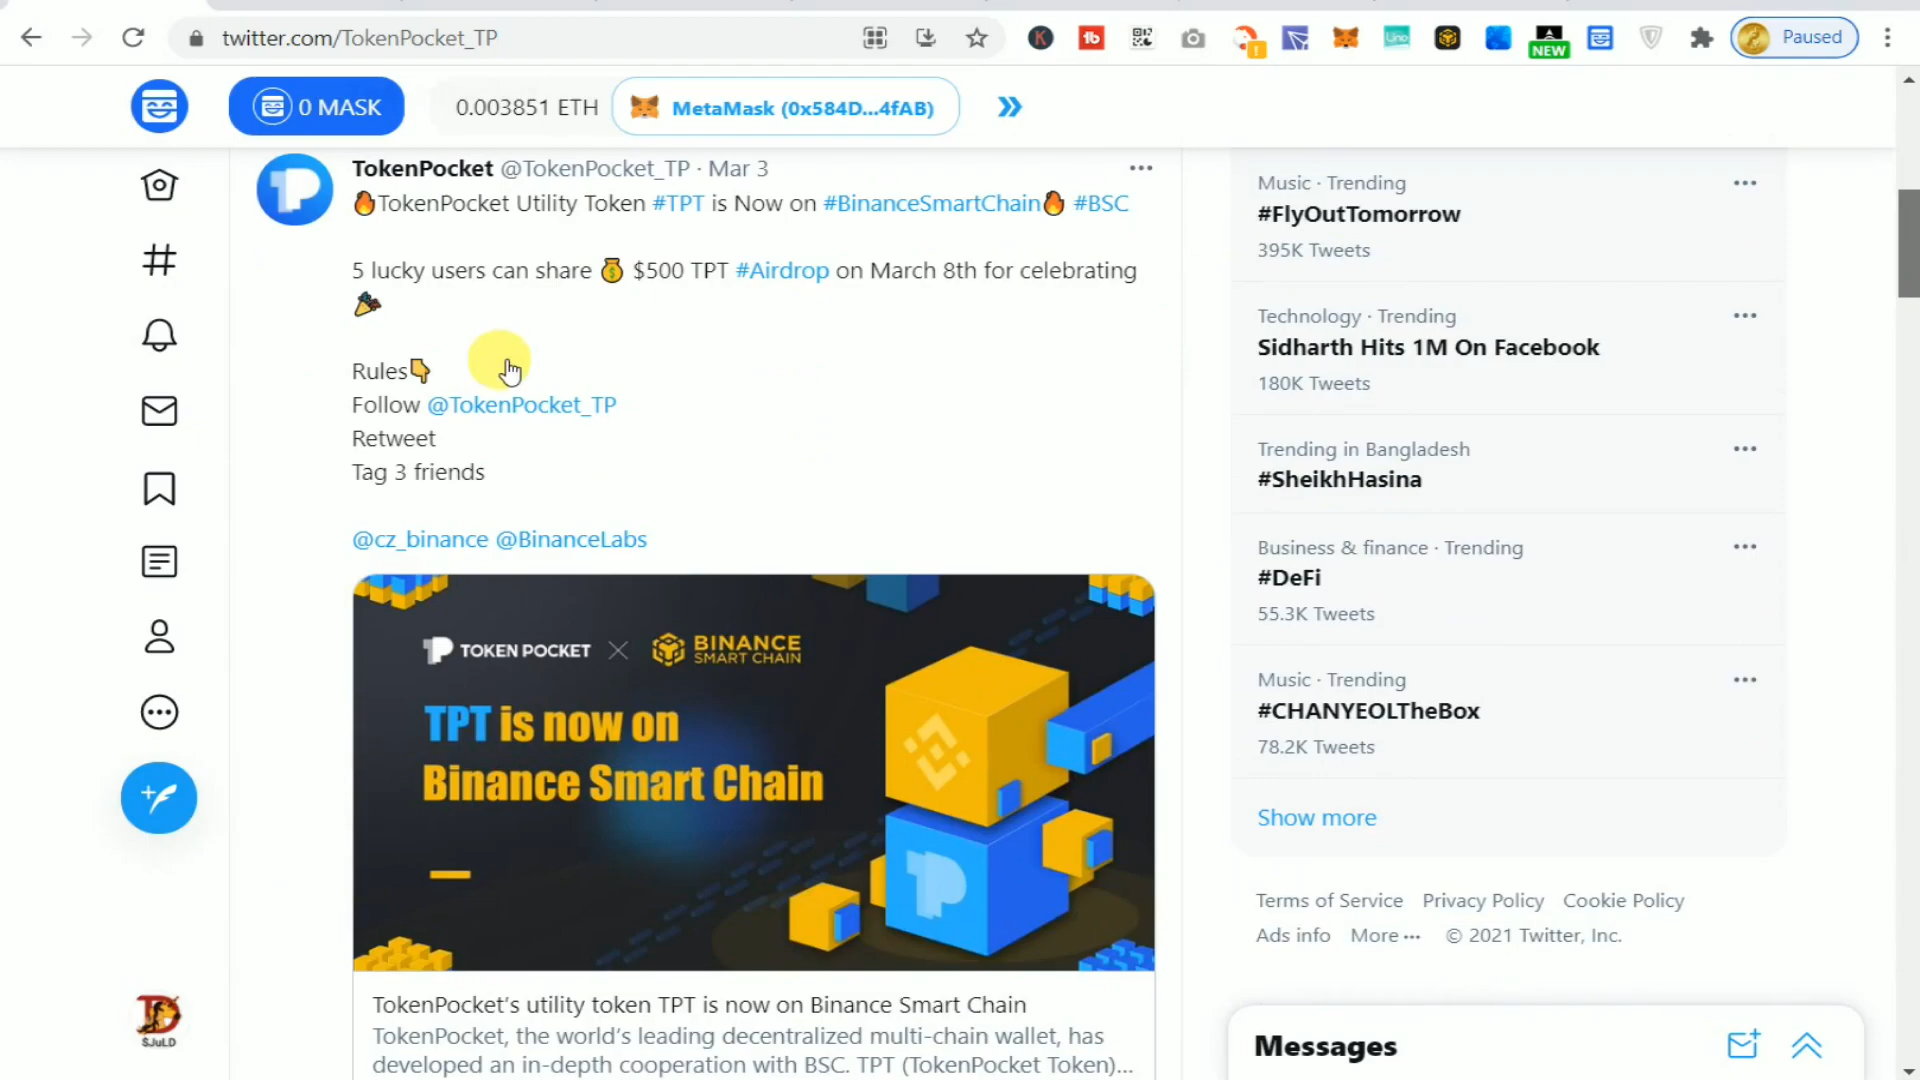 twitter.com/TokenPocket_TP
NEW
Paused
0 MASK
0.003851 ETH
MetaMask (0x584D...4fAB)
TokenPocket @TokenPocket_TP · Mar 3
🔥TokenPocket Utility Token #TPT is Now on #BinanceSmartChain🔥 #BSC
5 lucky users can share 💰 $500 TPT #Airdrop on March 8th for celebrating
🎉
Rules👇
Follow @TokenPocket_TP
Retweet
Tag 3 friends
@cz_binance @BinanceLabs
TOKEN POCKET × BINANCE SMART CHAIN
TPT is now on
Binance Smart Chain
TokenPocket's utility token TPT is now on Binance Smart Chain
TokenPocket, the world's leading decentralized multi-chain wallet, has
developed an in-depth cooperation with BSC. TPT (TokenPocket Token)...
Music · Trending
#FlyOutTomorrow
395K Tweets
Technology · Trending
Sidharth Hits 1M On Facebook
180K Tweets
Trending in Bangladesh
#SheikhHasina
Business & finance · Trending
#DeFi
55.3K Tweets
Music · Trending
#CHANYEOLTheBox
78.2K Tweets
Show more
Terms of Service Privacy Policy Cookie Policy
Ads info More ··· © 2021 Twitter, Inc.
Messages
SJULD